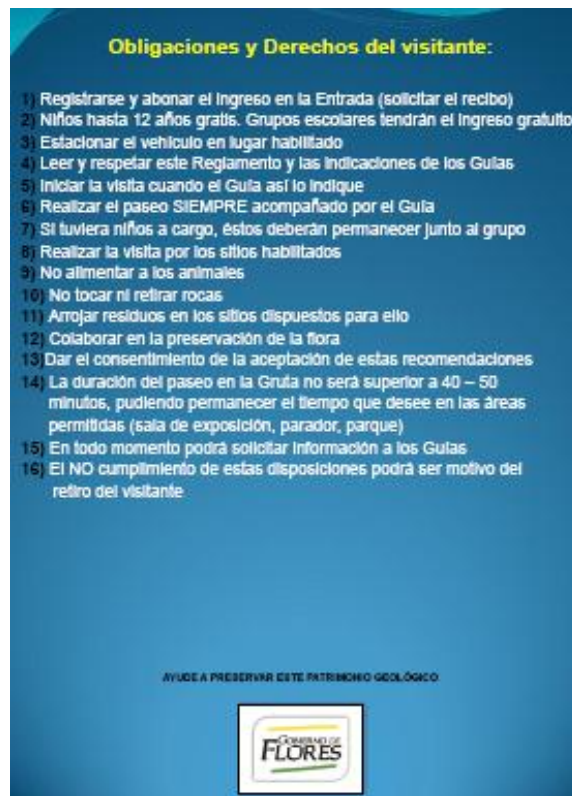 Obligaciones y Derechos del visitante:
1) Registrarse y abonar el ingreso en la Entrada (solicitar el recibo)
2) Niños hasta 12 años gratis. Grupos escolares tendrán el ingreso gratuito
3) Estacionar el vehículo en lugar habilitado
4) Leer y respetar este Reglamento y las indicaciones de los Guías
5) Iniciar la visita cuando el Guía así lo indique
6) Realizar el paseo SIEMPRE acompañado por el Guía
7) Si tuviera niños a cargo, éstos deberán permanecer junto al grupo
8) Realizar la visita por los sitios habilitados
9) No alimentar a los animales
10) No tocar ni retirar rocas
11) Arrojar residuos en los sitios dispuestos para ello
12) Colaborar en la preservación de la flora
13)Dar el consentimiento de la aceptación de estas recomendaciones
14) La duración del paseo en la Gruta no será superior a 40 – 50
minutos, pudiendo permanecer el tiempo que desee en las áreas
permitidas (sala de exposición, parador, parque)
15) En todo momento podrá solicitar información a los Guías
16) El NO cumplimiento de estas disposiciones podrá ser motivo del
retiro del visitante
AYUDE A PRESERVAR ESTE PATRIMONIO GEOLÓGICO
GOBIERNO DE
FLORES